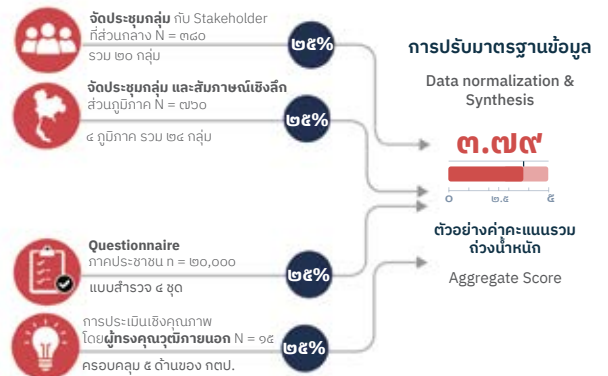 จัดประชุมกลุ่ม กับ Stakeholder
ที่ส่วนกลาง N = ๓๘๐
รวม ๒๐ กลุ่ม
๒๕%
จัดประชุมกลุ่ม และสัมภาษณ์เชิงลึก
ส่วนภูมิภาค N = ๗๖๐
๔ ภูมิภาค รวม ๒๔ กลุ่ม
๒๕%
Questionnaire
ภาคประชาชน n = ๒๐,๐๐๐
แบบสำรวจ ๔ ชุด
๒๕%
การประเมินเชิงคุณภาพ
โดยผู้ทรงคุณวุฒิภายนอก N = ๑๕
ครอบคลุม ๕ ด้านของ กตป.
๒๕%
การปรับมาตรฐานข้อมูล
Data normalization &
Synthesis
๓.๗๙
๐ ๒.๕ ๕
ตัวอย่างค่าคะแนนรวม
ถ่วงน้ำหนัก
Aggregate Score